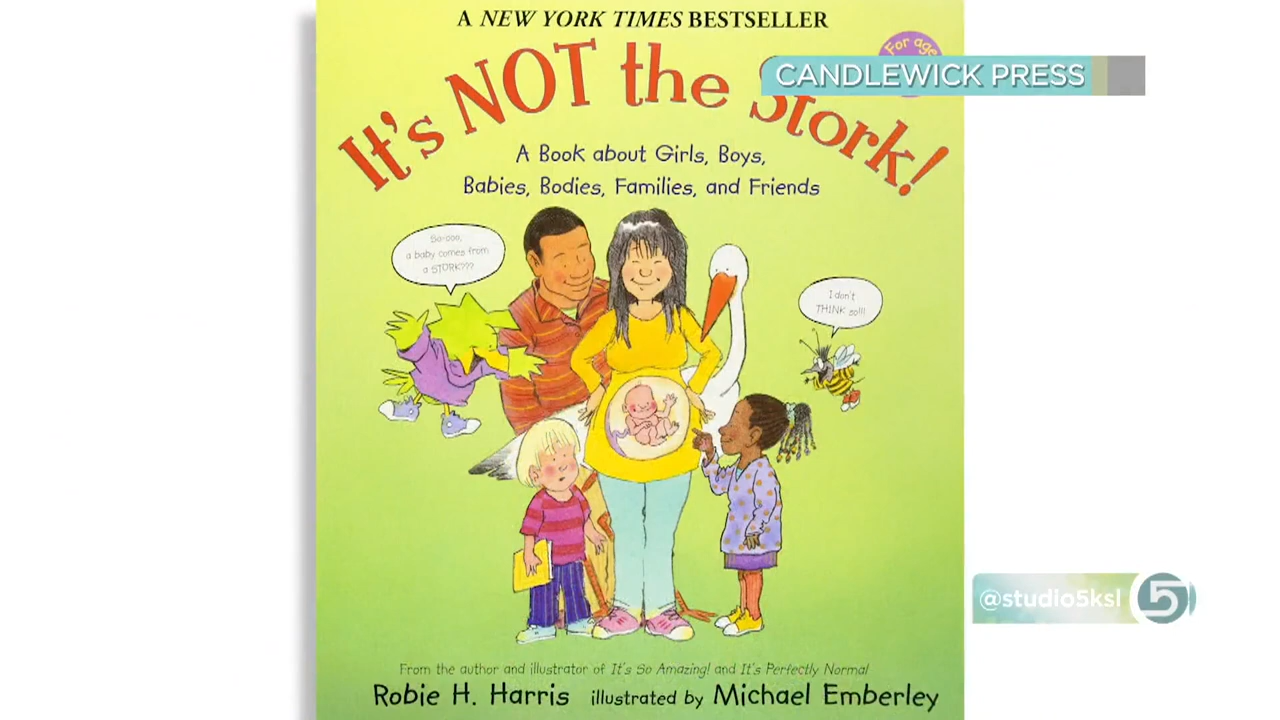 A NEW YORK TIMES BESTSELLER
For age
CANDLEWICK PRESS
It's NOT the Stork!
A Book about Girls, Boys,
Babies, Bodies, Families, and Friends
So-ooo,
a baby comes from
a STORK???
I don't
THINK so!!!
@studio5ksl 5
From the author and illustrator of It's So Amazing! and It's Perfectly Normal
Robie H. Harris illustrated by Michael Emberley